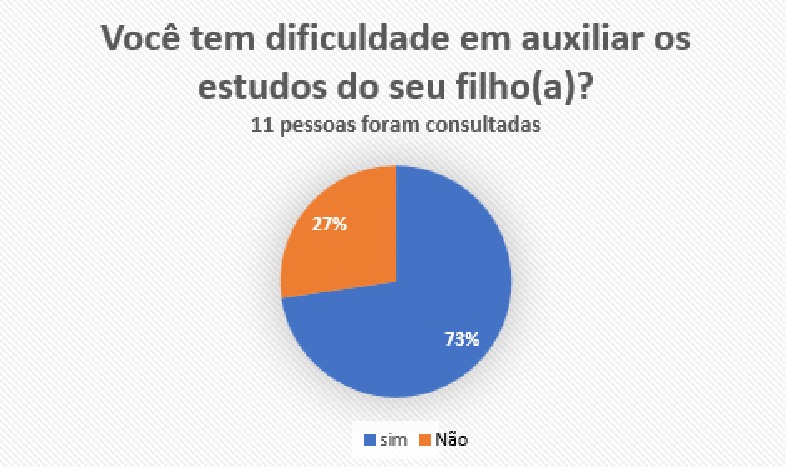 Você tem dificuldade em auxiliar os
estudos do seu filho(a)?
11 pessoas foram consultadas
27%
73%
sim Não